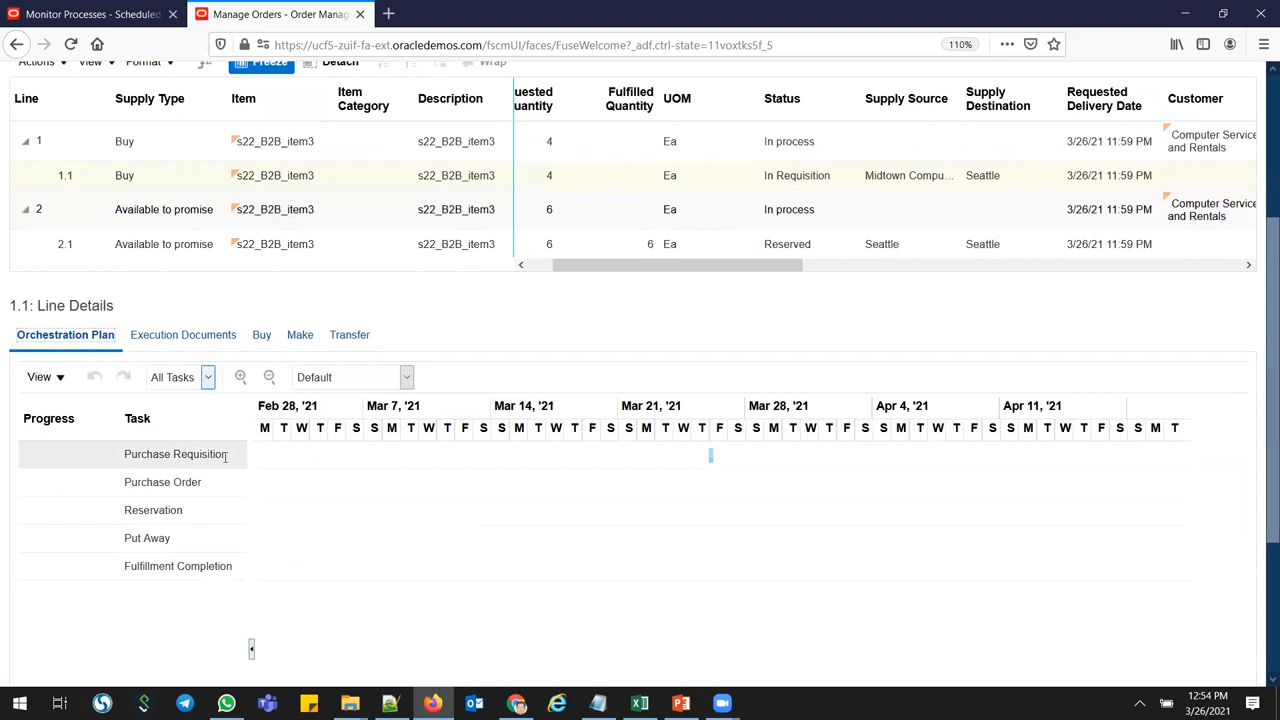 Monitor Processes - Scheduled
Manage Orders - Order Manage
https://ucf5-zuif-fa-ext.oracledemos.com/fscmUI/faces/FuseWelcome?_adf.ctrl-state=11voxtks5f_5
110%
Actions View Format Freeze Detach Wrap
Line Supply Type Item Item Category Description uested Quantity Fulfilled Quantity UOM Status Supply Source Supply Destination Requested Delivery Date Customer
1 Buy s22_B2B_item3 s22_B2B_item3 4 Ea In process 3/26/21 11:59 PM Computer Service and Rentals
1.1 Buy s22_B2B_item3 s22_B2B_item3 4 Ea In Requisition Midtown Compu... Seattle 3/26/21 11:59 PM
2 Available to promise s22_B2B_item3 s22_B2B_item3 6 Ea In process 3/26/21 11:59 PM Computer Service and Rentals
2.1 Available to promise s22_B2B_item3 s22_B2B_item3 6 6 Ea Reserved Seattle Seattle 3/26/21 11:59 PM
1.1: Line Details
Orchestration Plan Execution Documents Buy Make Transfer
View All Tasks Default
Progress Task
Feb 28, '21 Mar 7, '21 Mar 14, '21 Mar 21, '21 Mar 28, '21 Apr 4, '21 Apr 11, '21
M T W T F S S M T W T F S S M T W T F S S M T W T F S S M T W T F S S M T W T F S S M T W T F S S M T
Purchase Requisition
Purchase Order
Reservation
Put Away
Fulfillment Completion
12:54 PM
3/26/2021